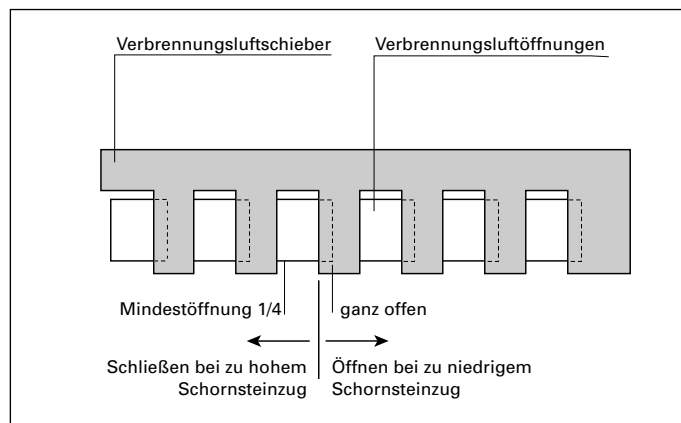 Verbrennungsluftschieber
Verbrennungsluftöffnungen
Mindestöffnung 1/4
ganz offen
Schließen bei zu hohem
Schornsteinzug
Öffnen bei zu niedrigem
Schornsteinzug